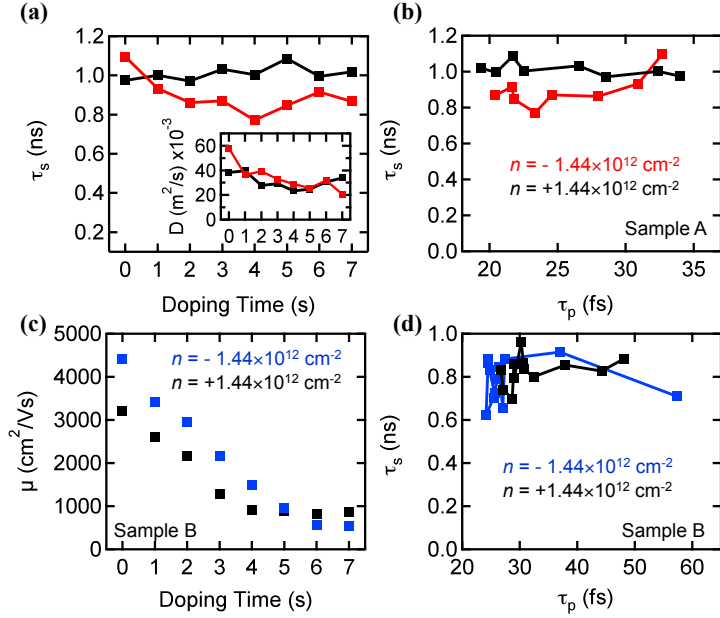 (a)
1.2
1.0
0.8
0.6
0.4
0.2
τs (ns)
D (m²/s) x10⁻³
60
40
20
0
0 1 2 3 4 5 6 7
0 1 2 3 4 5 6 7
Doping Time (s)
(b)
1.2
1.0
0.8
0.6
0.4
0.2
0.0
τs (ns)
n = - 1.44×10¹² cm⁻²
n = +1.44×10¹² cm⁻²
Sample A
20 25 30 35
τp (fs)
(c)
5000
4000
3000
2000
1000
0
μ (cm²/Vs)
n = - 1.44×10¹² cm⁻²
n = +1.44×10¹² cm⁻²
Sample B
0 1 2 3 4 5 6 7
Doping Time (s)
(d)
1.0
0.8
0.6
0.4
0.2
0.0
τs (ns)
n = - 1.44×10¹² cm⁻²
n = +1.44×10¹² cm⁻²
Sample B
20 30 40 50 60
τp (fs)